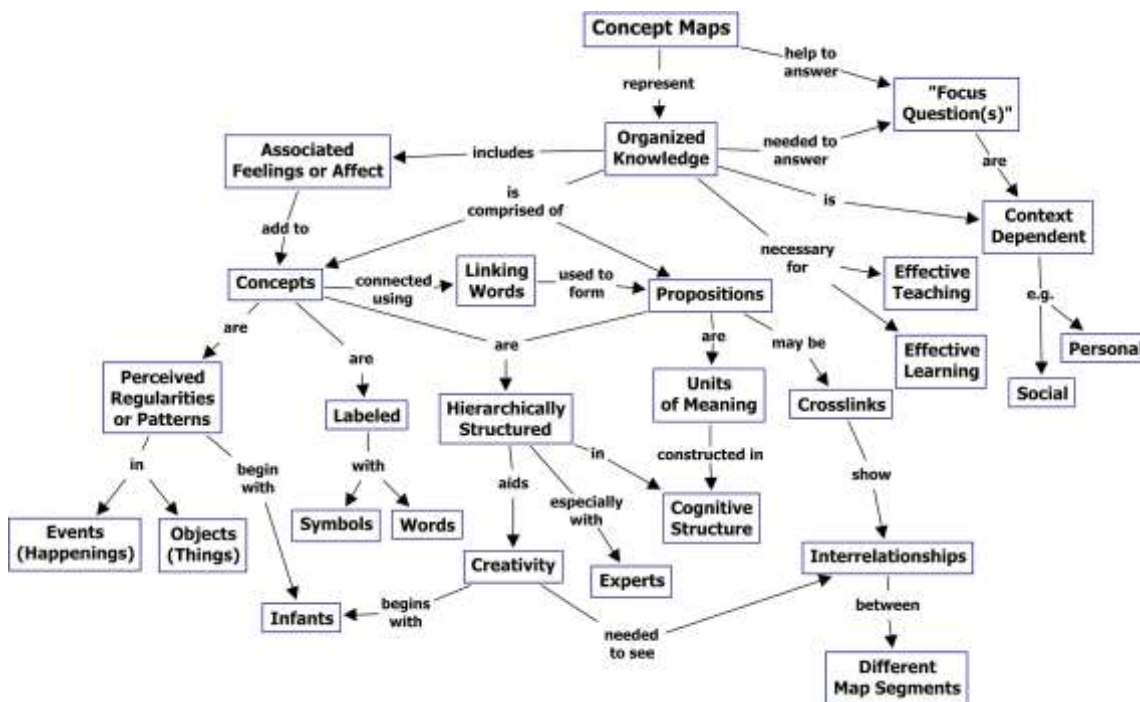 Concept Maps
help to
answer
represent
"Focus
Question(s)"
Organized
Knowledge
needed to
answer
Associated
Feelings or Affect
includes
are
is
comprised of
is
Context
Dependent
add to
necessary
for
Concepts
connected
using
Linking
Words
used to
form
Propositions
Effective
Teaching
e.g.
are
are
are
are
may be
Effective
Learning
Personal
Social
Perceived
Regularities
or Patterns
Labeled
Hierarchically
Structured
Units
of Meaning
Crosslinks
in
begin
with
with
aids
in
especially
with
constructed in
show
Events
(Happenings)
Objects
(Things)
Symbols
Words
Cognitive
Structure
Creativity
Experts
Interrelationships
Infants
begins
with
needed
to see
between
Different
Map Segments